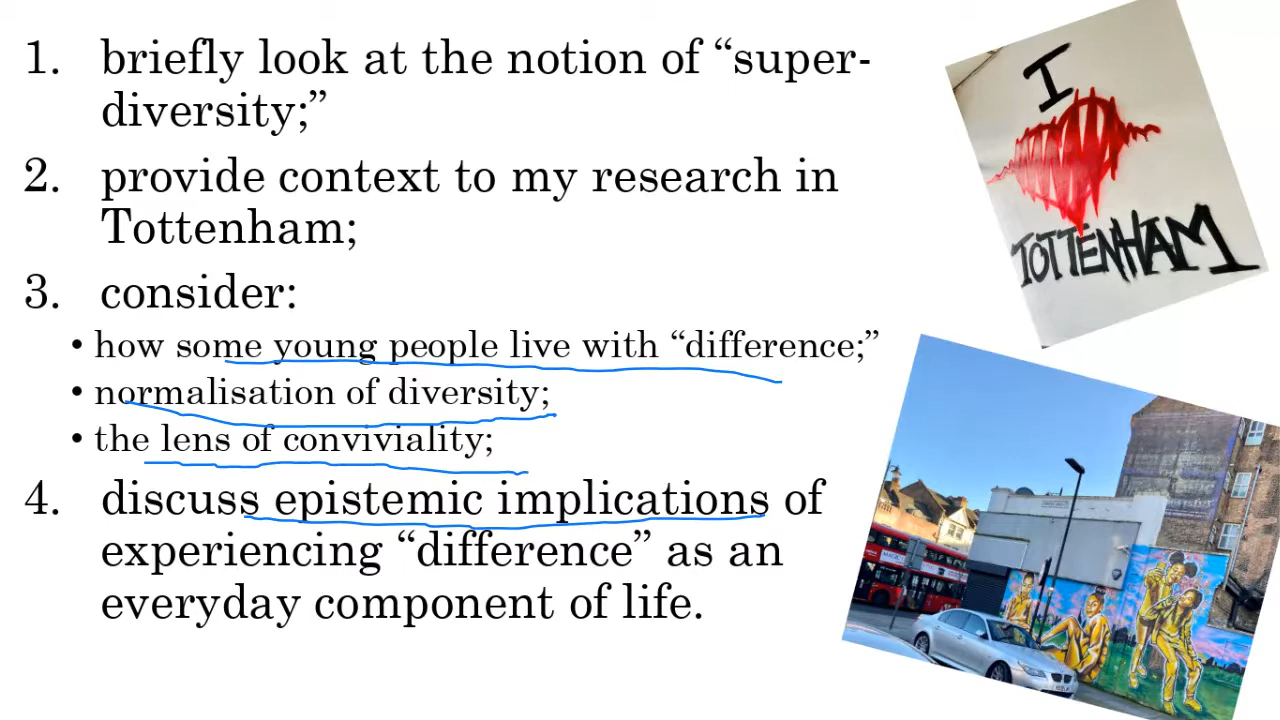 1. briefly look at the notion of “super-
diversity;”
2. provide context to my research in
Tottenham;
3. consider:
• how some young people live with “difference;”
• normalisation of diversity;
• the lens of conviviality;
4. discuss epistemic implications of
experiencing “difference” as an
everyday component of life.
I
TOTTENHAM